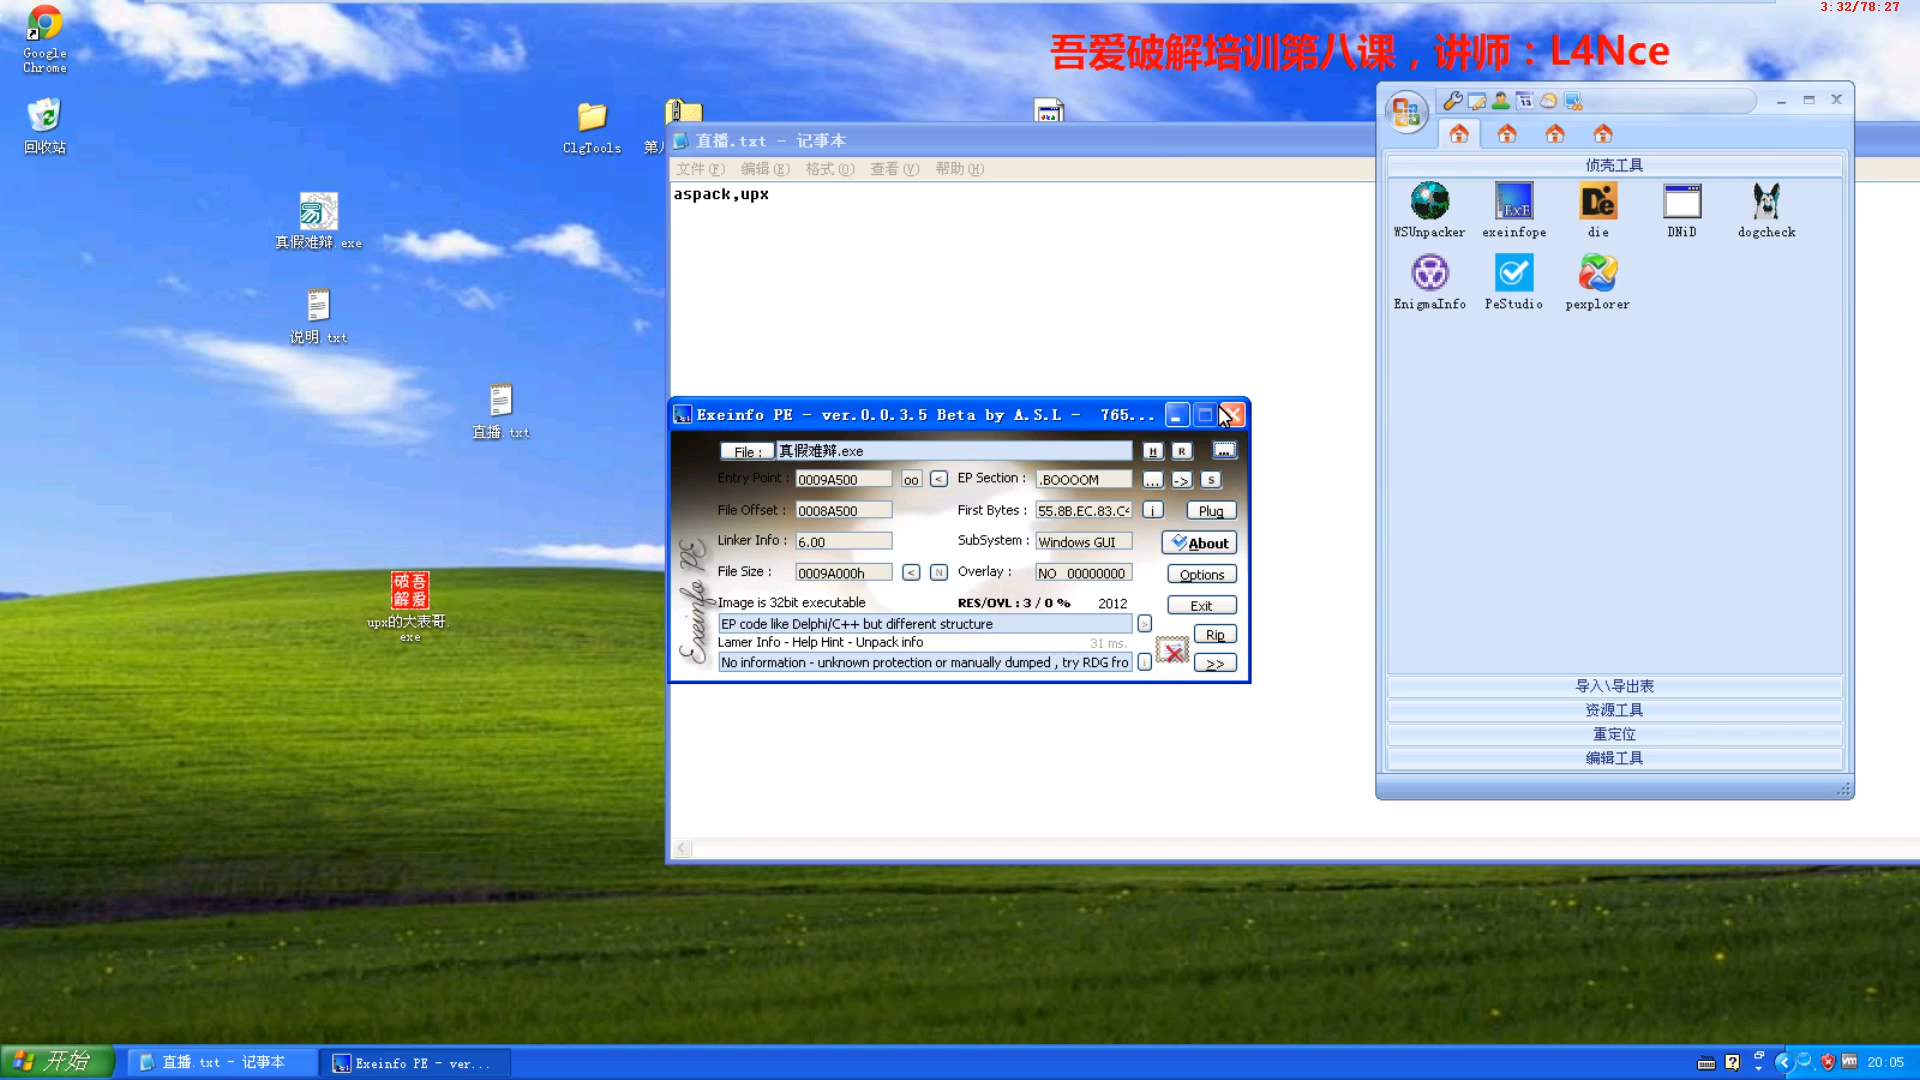 3:32/78:27
吾爱破解培训第八课，讲师：L4Nce
Google
Chrome
回收站
真假难辩.exe
说明.txt
直播.txt
upx的大表哥.
exe
ClgTools
第八
直播.txt - 记事本
文件(F) 编辑(E) 格式(O) 查看(V) 帮助(H)
aspack,upx
Exeinfo PE - ver.0.0.3.5 Beta by A.S.L - 765...
File : 真假难辩.exe H R ...
Entry Point : 0009A500 oo < EP Section : .BOOOOM ... -> S
File Offset : 0008A500 First Bytes : 55.8B.EC.83.C4 i Plug
Linker Info : 6.00 SubSystem : Windows GUI About
File Size : 0009A000h < N Overlay : NO 00000000 Options
Image is 32bit executable RES/OVL : 3 / 0 % 2012 Exit
EP code like Delphi/C++ but different structure >
Lamer Info - Help Hint - Unpack info 31 ms. Rip
No information - unknown protection or manually dumped , try RDG fro i >>
Exeinfo PE
13
侦壳工具
WSUnpacker exeinfope die DNiD dogcheck
EnigmaInfo PeStudio pexplorer
导入\导出表
资源工具
重定位
编辑工具
开始 直播.txt - 记事本 Exeinfo PE - ver... 20:05